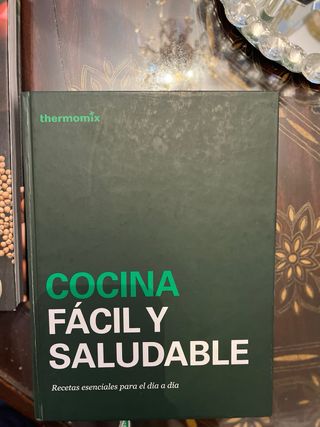 thermomix
COCINA
FÁCIL Y
SALUDABLE
Recetas esenciales para el día a día